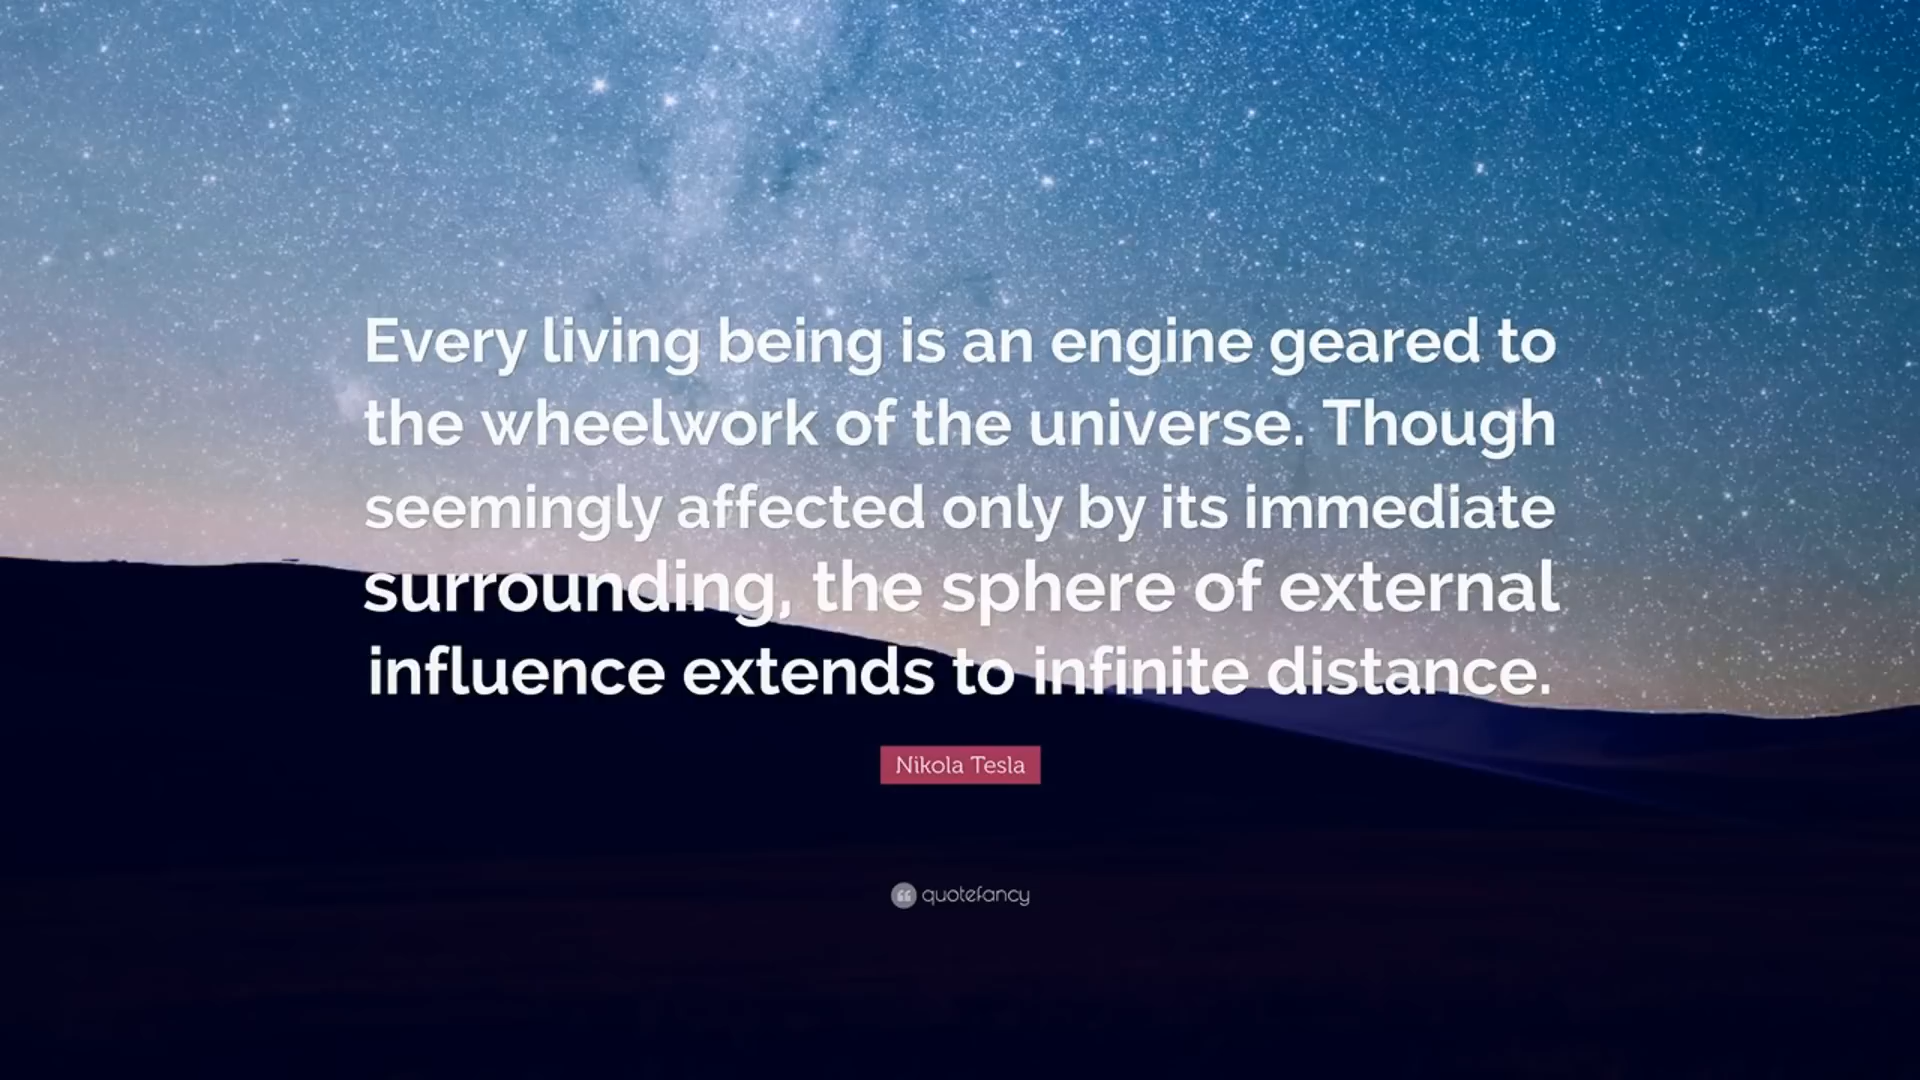 Every living being is an engine geared to
the wheelwork of the universe. Though
seemingly affected only by its immediate
surrounding, the sphere of external
influence extends to infinite distance.
Nikola Tesla
quotefancy